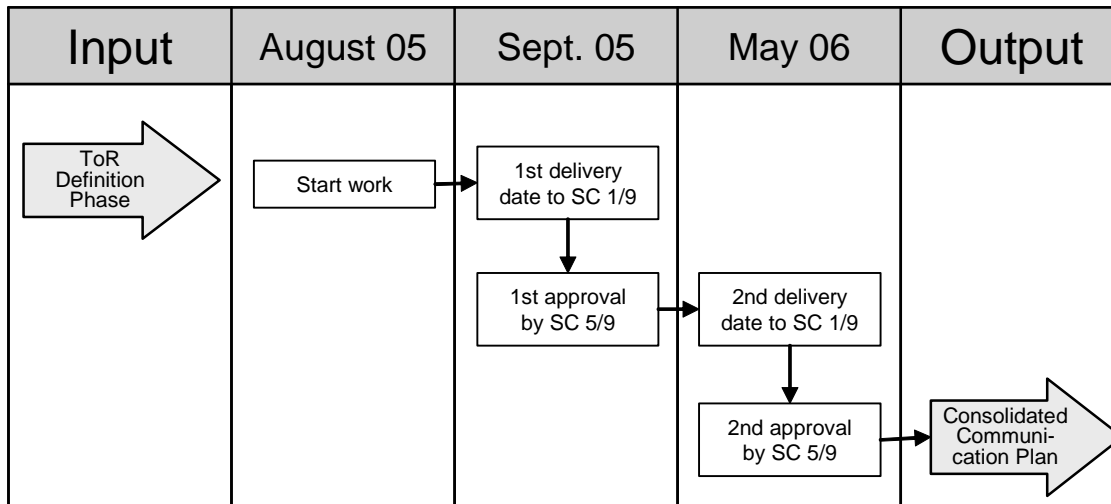 Input
August 05
Sept. 05
May 06
Output
ToR
Definition
Phase
Start work
1st delivery
date to SC 1/9
1st approval
by SC 5/9
2nd delivery
date to SC 1/9
2nd approval
by SC 5/9
Consolidated
Communi-
cation Plan